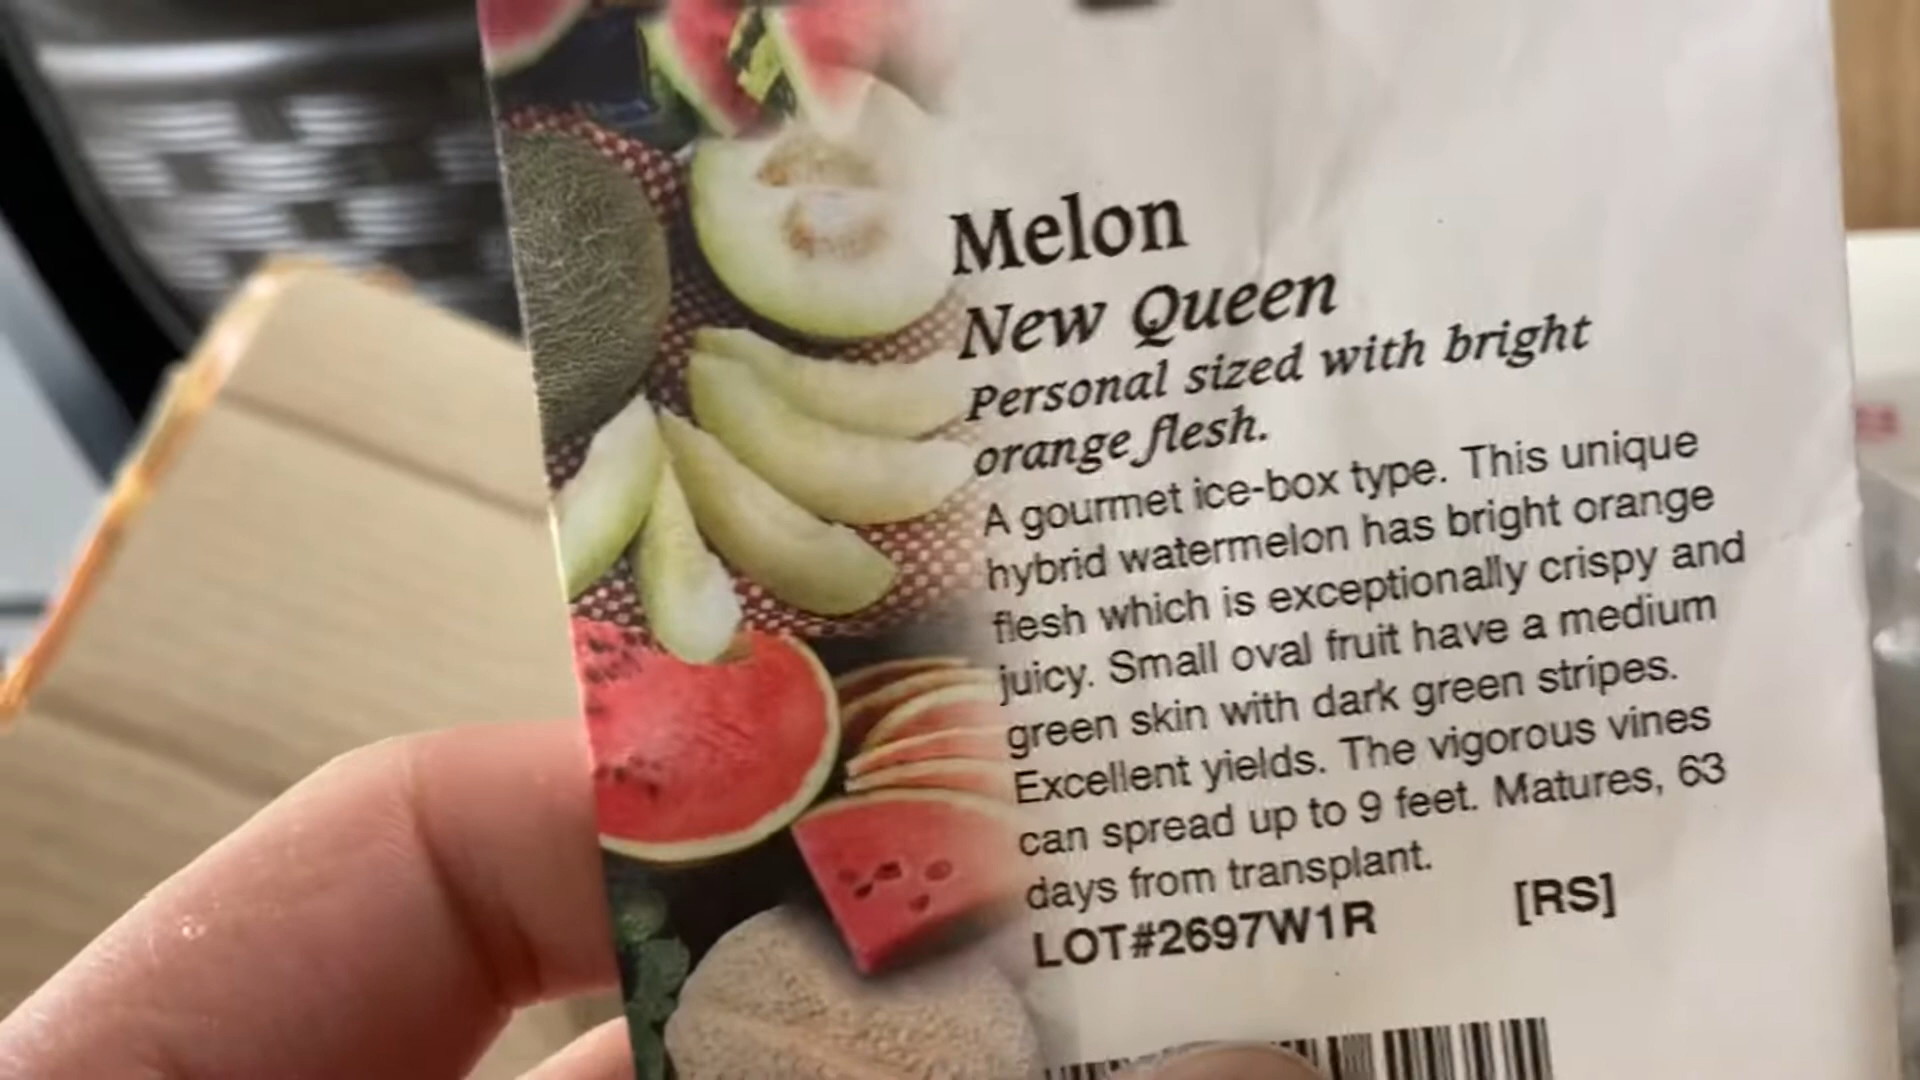 Melon
New Queen
Personal sized with bright
orange flesh.
A gourmet ice-box type. This unique
hybrid watermelon has bright orange
flesh which is exceptionally crispy and
juicy. Small oval fruit have a medium
green skin with dark green stripes.
Excellent yields. The vigorous vines
can spread up to 9 feet. Matures, 63
days from transplant.
LOT#2697W1R [RS]